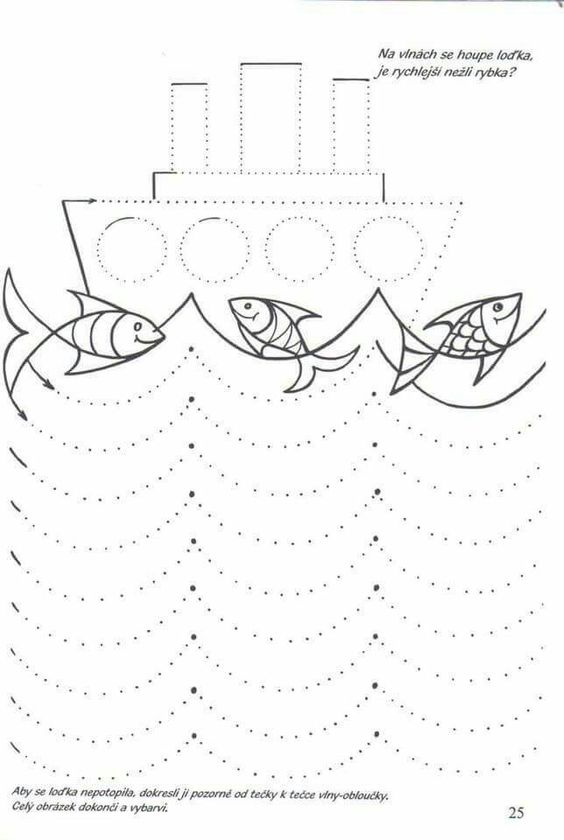 Na vlnách se houpe loďka,
je rychlejší nežli rybka?
Aby se loďka nepotopila, dokresli jí pozorně od tečky k tečce vlny-obloučky.
Celý obrázek dokonči a vybarvi.
25